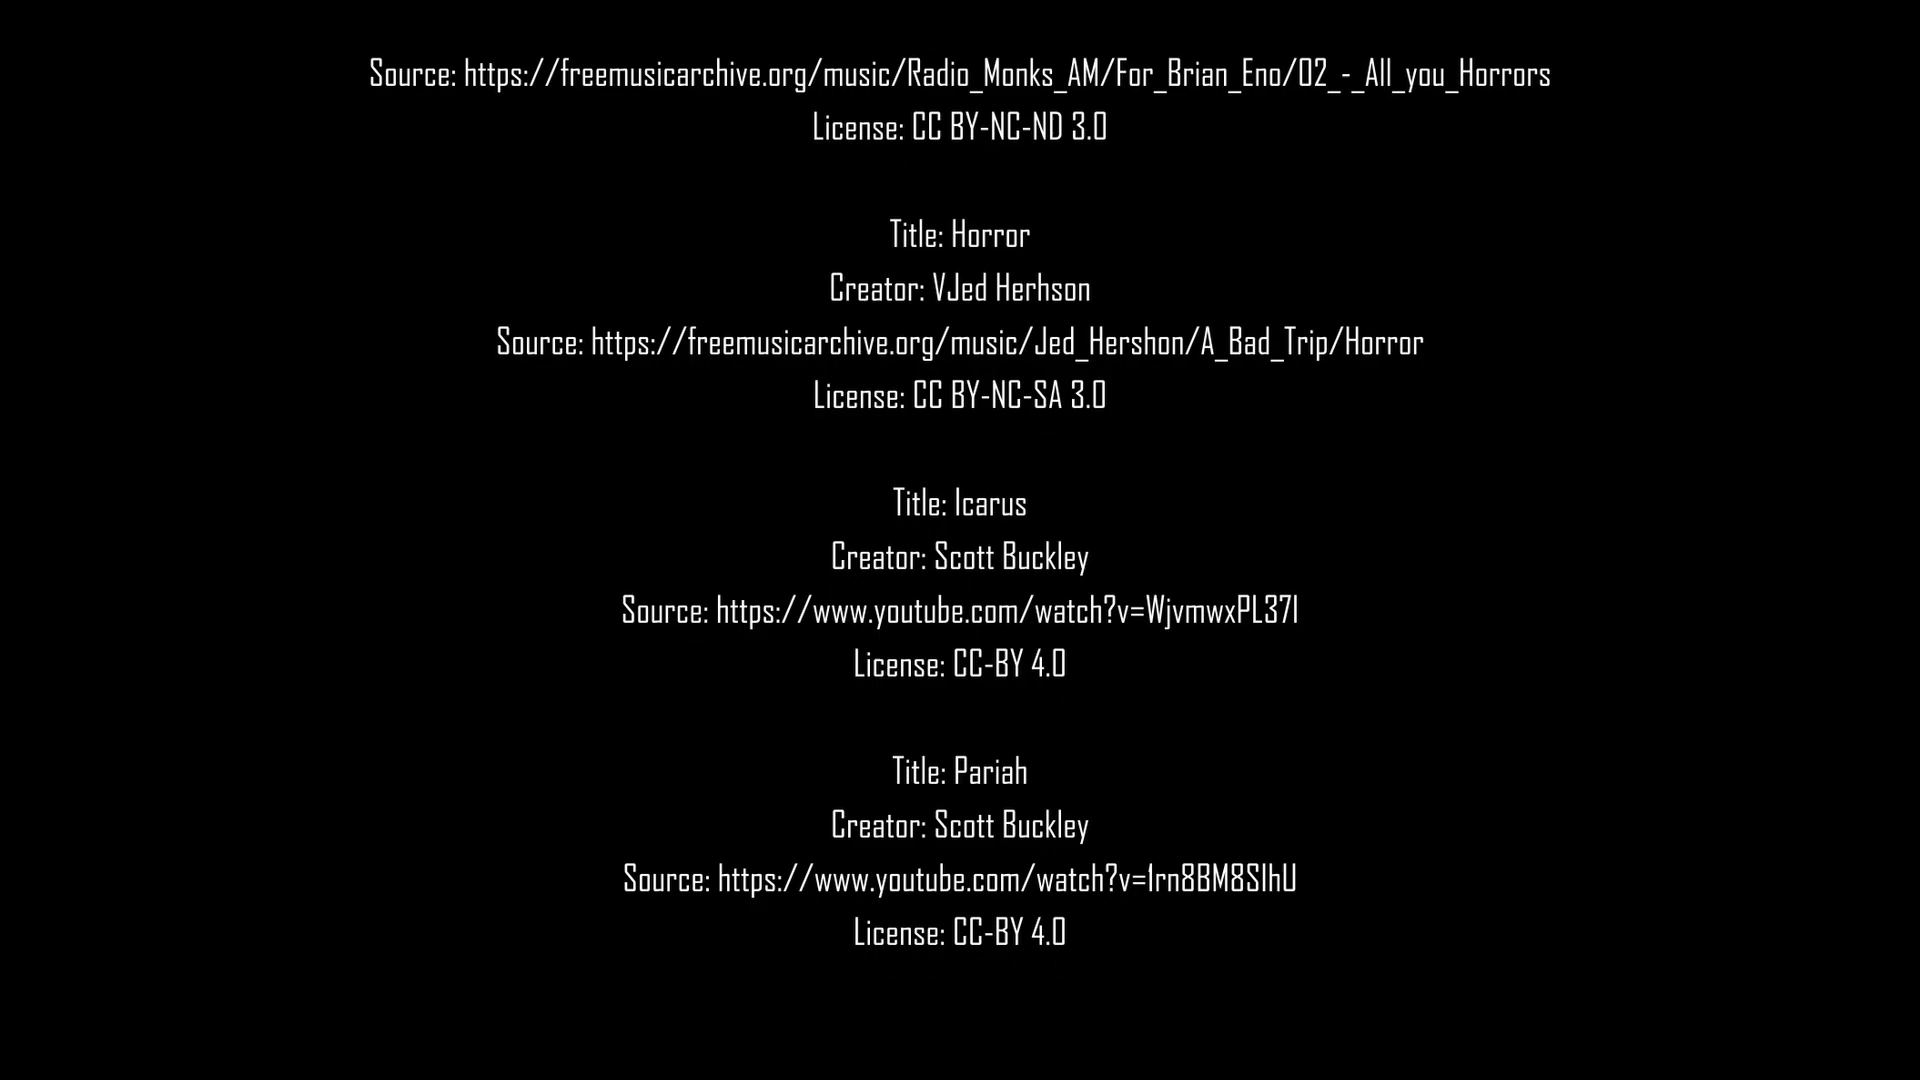 Source: https://freemusicarchive.org/music/Radio_Monks_AM/For_Brian_Eno/02_-_All_you_Horrors
License: CC BY-NC-ND 3.0
Title: Horror
Creator: VJed Herhson
Source: https://freemusicarchive.org/music/Jed_Hershon/A_Bad_Trip/Horror
License: CC BY-NC-SA 3.0
Title: Icarus
Creator: Scott Buckley
Source: https://www.youtube.com/watch?v=WjvmwxPL37I
License: CC-BY 4.0
Title: Pariah
Creator: Scott Buckley
Source: https://www.youtube.com/watch?v=1rn8BM8SIhU
License: CC-BY 4.0